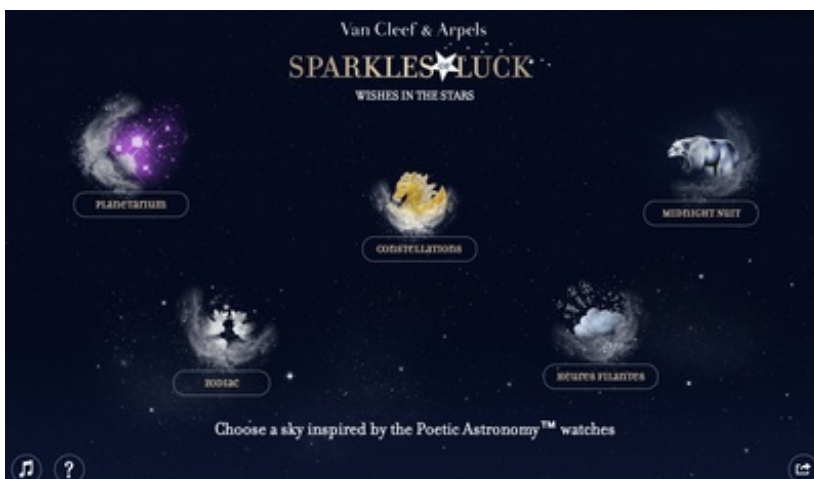 Van Cleef & Arpels
SPARKLES OF LUCK
WISHES IN THE STARS
PLANETARIUM
MIDNIGHT NUIT
CONSTELLATIONS
ZODIAC
HEURES FILANTES
Choose a sky inspired by the Poetic Astronomy™ watches
?